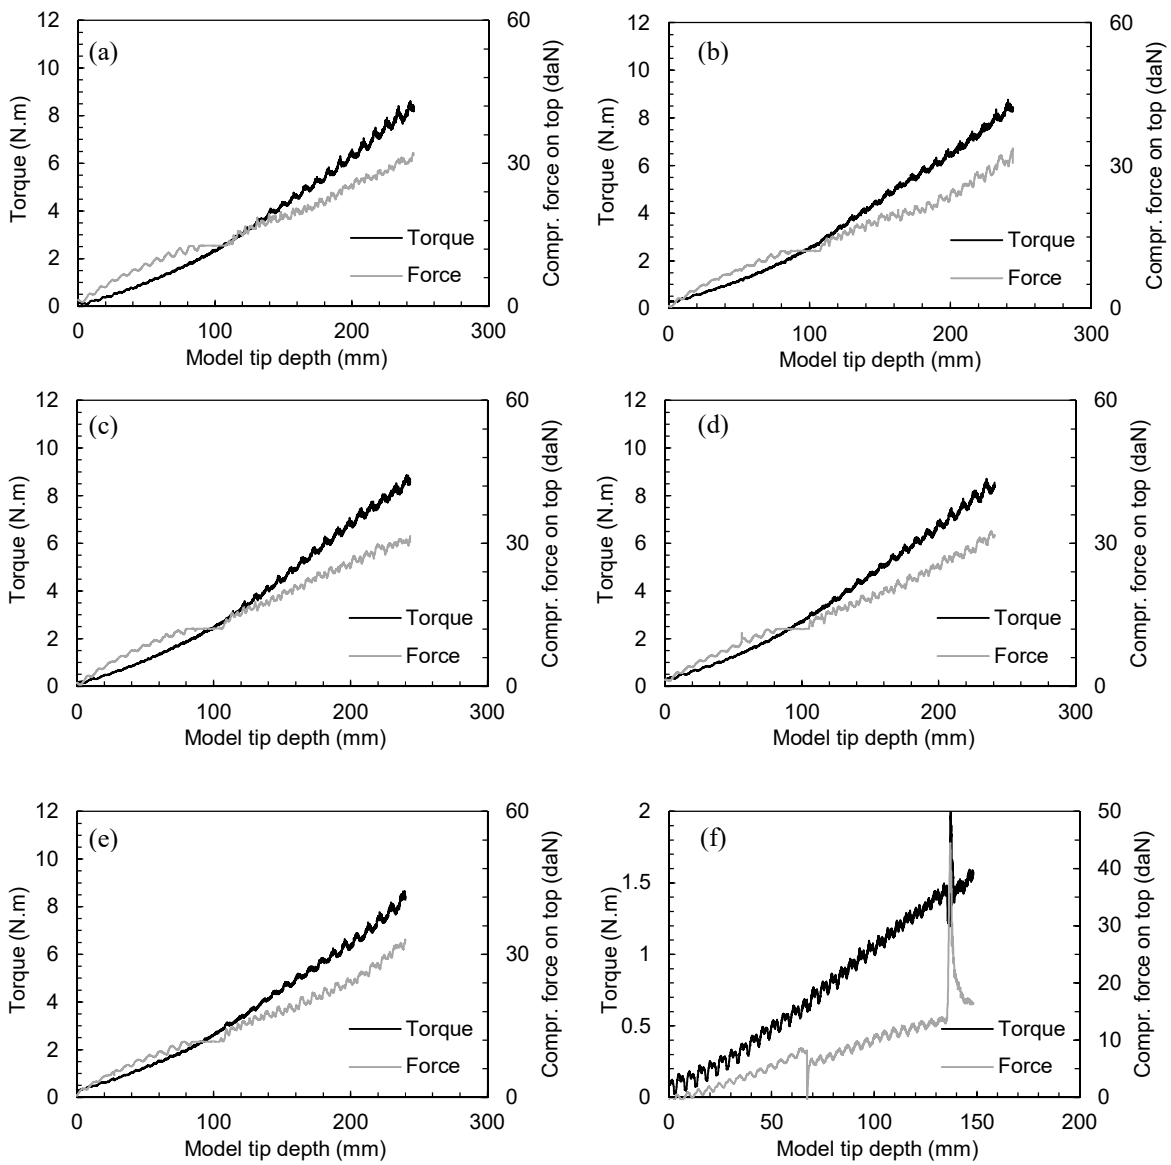 (a)
Torque (N.m)
12
10
8
6
4
2
0
60
30
0
Compr. force on top (daN)
Torque
Force
0 100 200 300
Model tip depth (mm)
(b)
Torque (N.m)
12
10
8
6
4
2
0
60
30
0
Compr. force on top (daN)
Torque
Force
0 100 200 300
Model tip depth (mm)
(c)
Torque (N.m)
12
10
8
6
4
2
0
60
30
0
Compr. force on top (daN)
Torque
Force
0 100 200 300
Model tip depth (mm)
(d)
Torque (N.m)
12
10
8
6
4
2
0
60
30
0
Compr. force on top (daN)
Torque
Force
0 100 200 300
Model tip depth (mm)
(e)
Torque (N.m)
12
10
8
6
4
2
0
60
30
0
Compr. force on top (daN)
Torque
Force
0 100 200 300
Model tip depth (mm)
(f)
Torque (N.m)
2
1.5
1
0.5
0
50
40
30
20
10
0
Compr. force on top (daN)
Torque
Force
0 50 100 150 200
Model tip depth (mm)